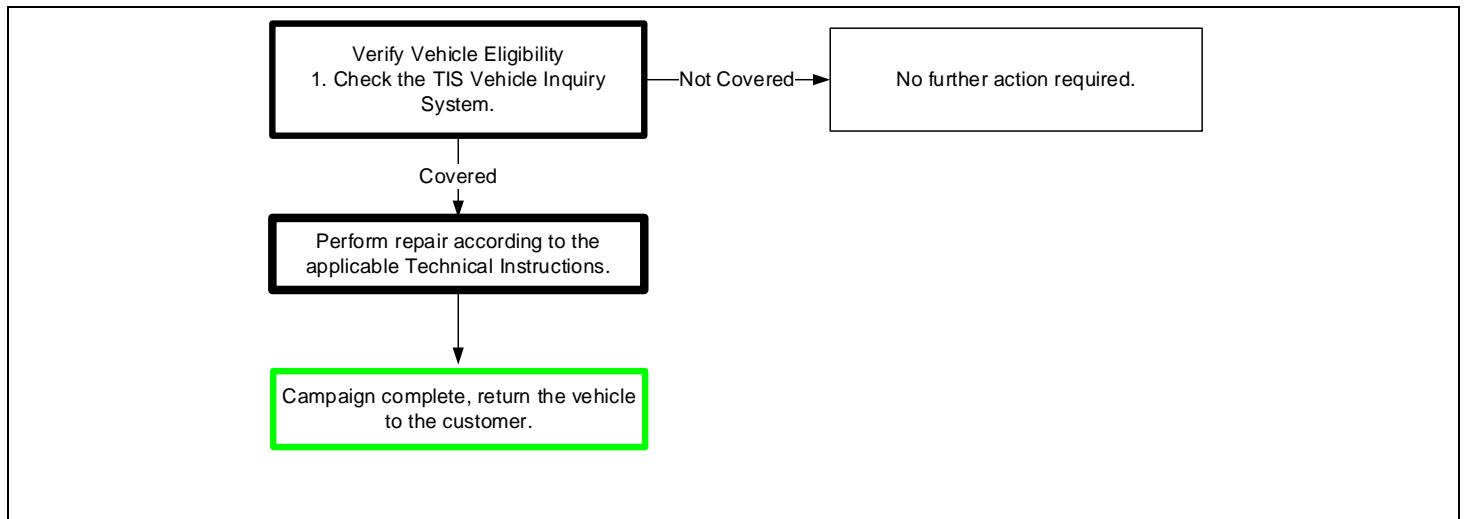 Verify Vehicle Eligibility
1. Check the TIS Vehicle Inquiry
System.
Not Covered
No further action required.
Covered
Perform repair according to the
applicable Technical Instructions.
Campaign complete, return the vehicle
to the customer.